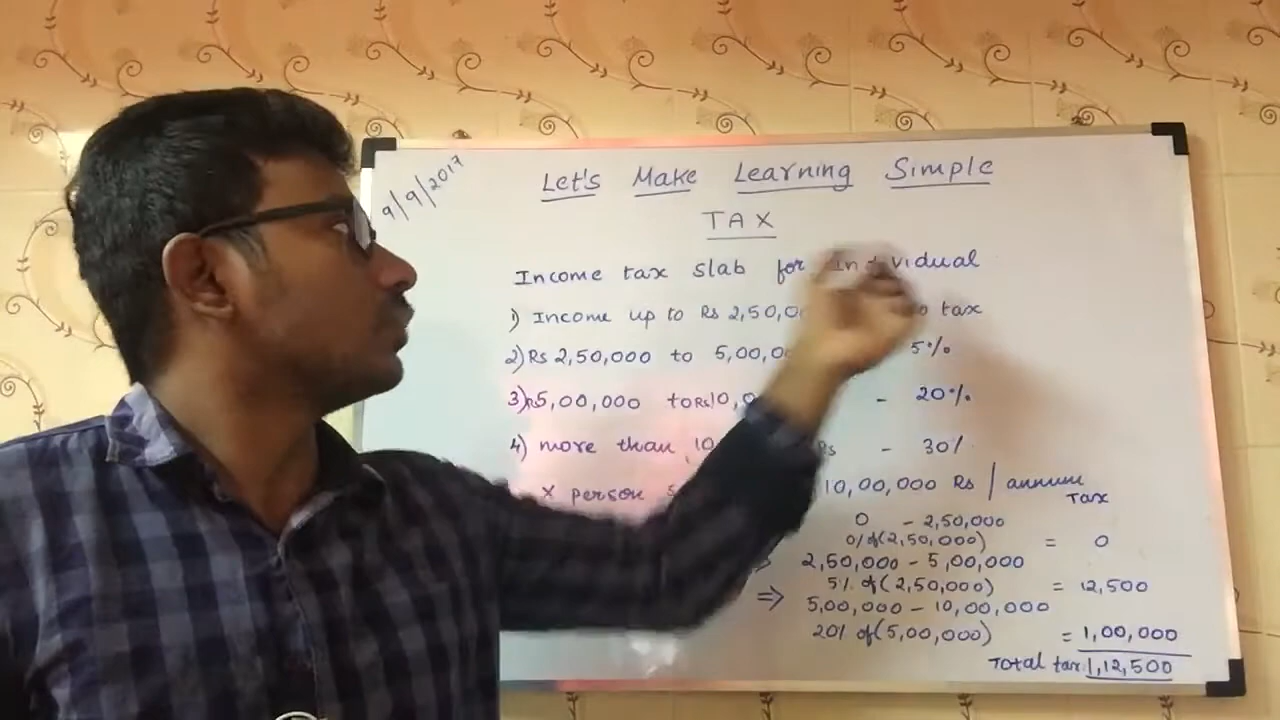 9/9/2017
Let's Make Learning Simple
TAX
Income tax slab for individual
1) Income up to Rs 2,50,0 tax
2) Rs 2,50,000 to 5,00,00 5%
3) Rs 5,00,000 to Rs 10,0 - 20%
4) more than 10 Rs - 30%
X person 10,00,000 Rs | annum
Tax
0 - 2,50,000
0% of (2,50,000) = 0
2,50,000 - 5,00,000
5% of (2,50,000) = 12,500
⇒ 5,00,000 - 10,00,000
20% of (5,00,000) = 1,00,000
Total tax 1,12,500